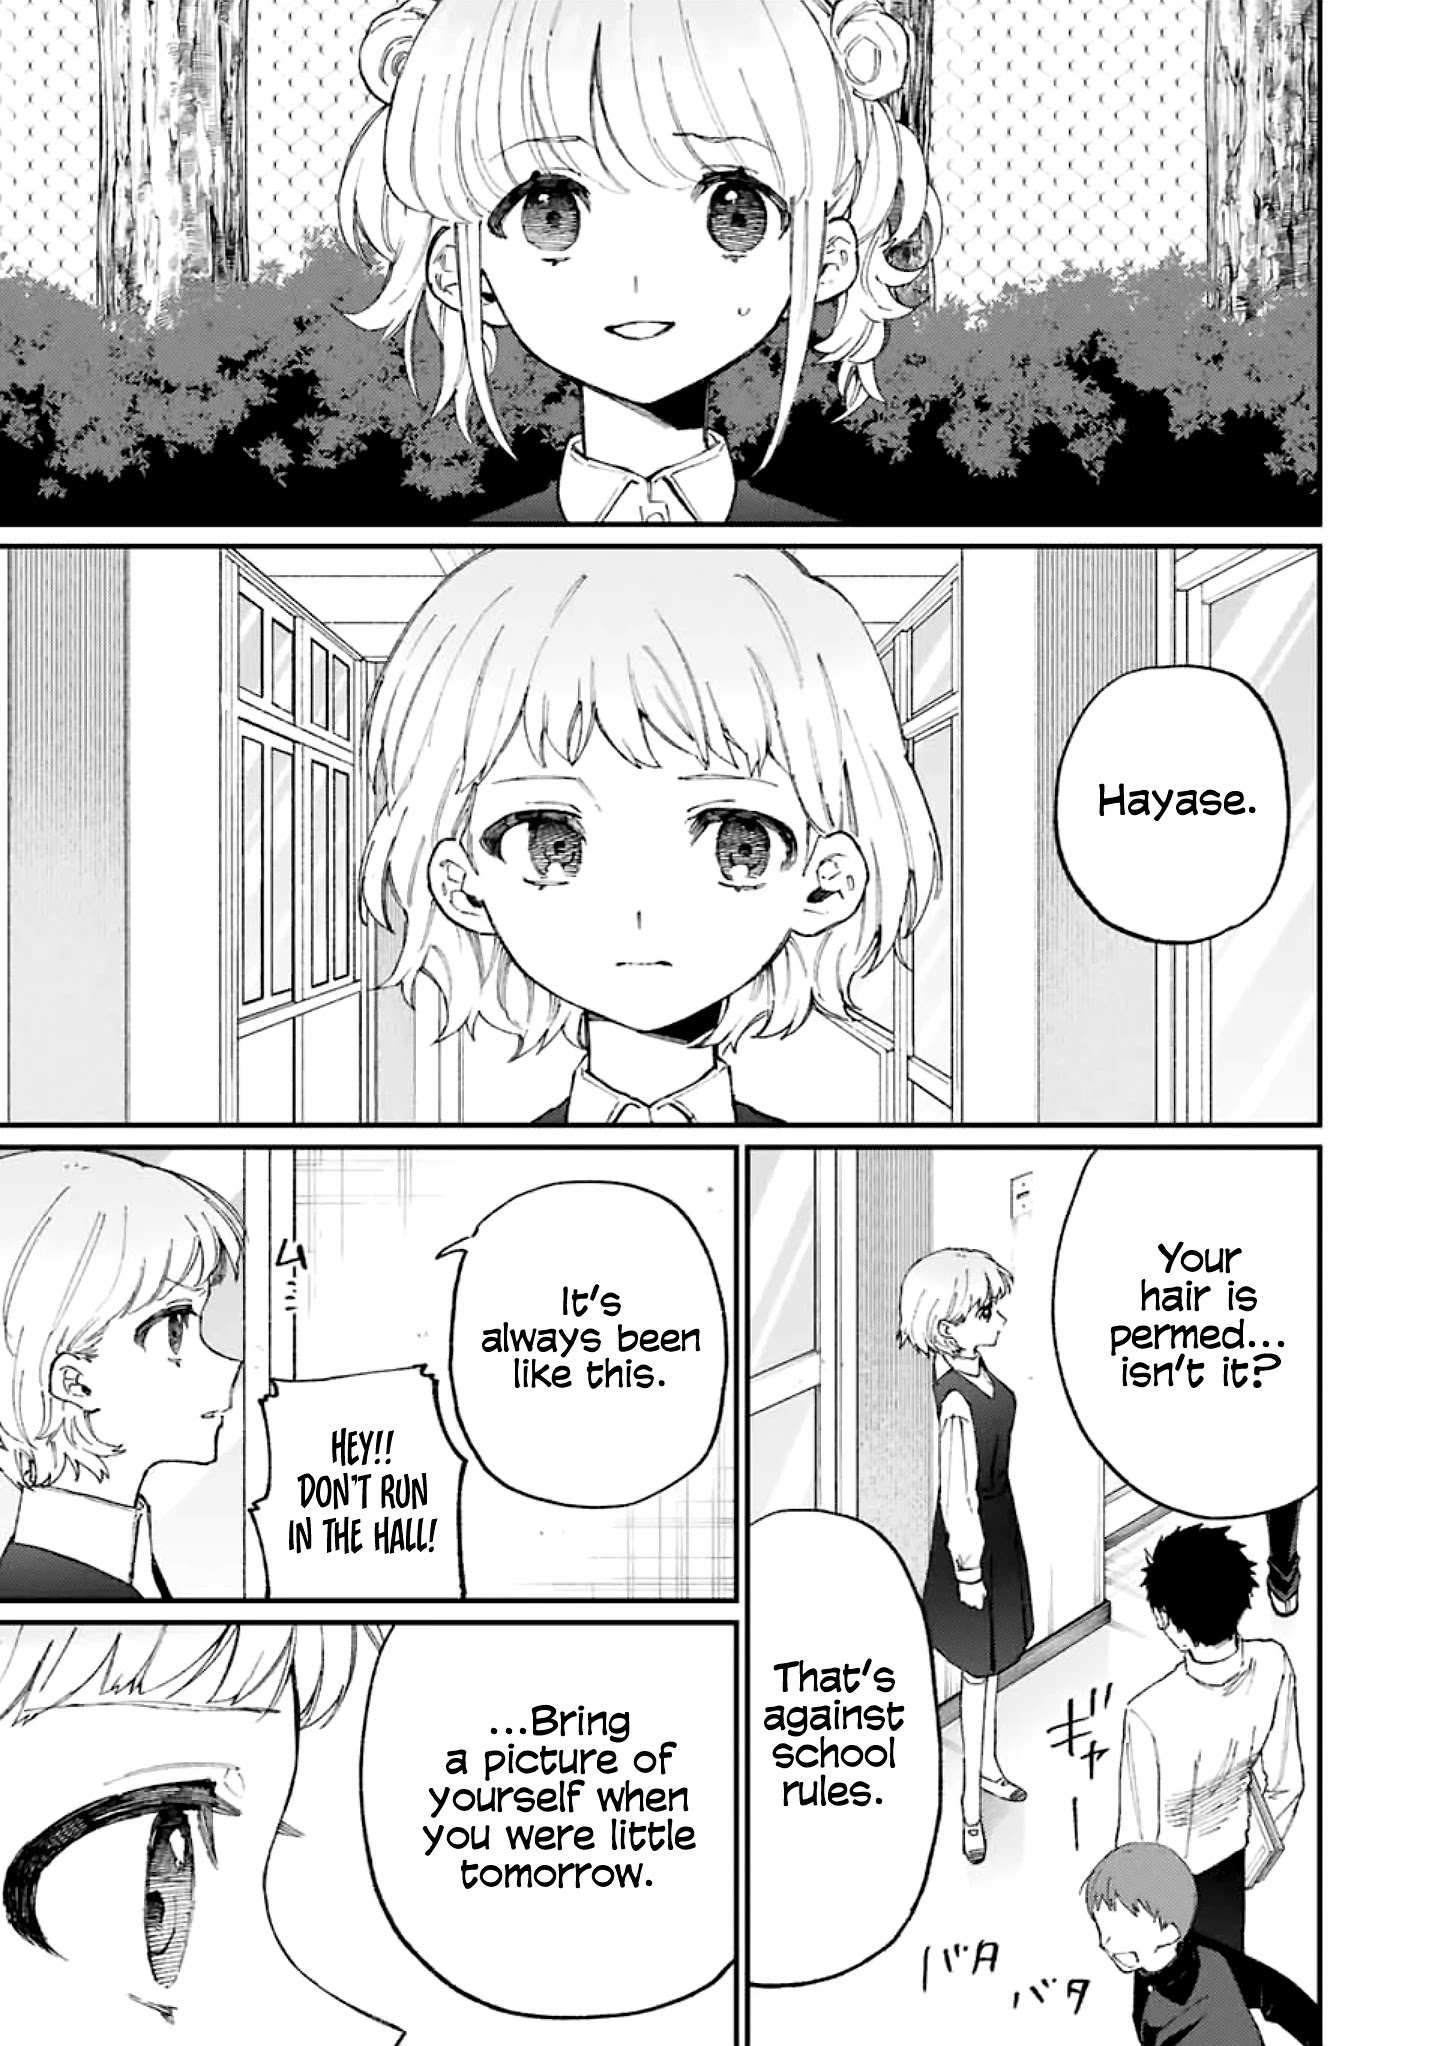 Hayase.
Your
hair is
permed...
isn't it?
That's
against
school
rules.
ギャー
バタ
バタ
It's
always been
like this.
ムー
HEY!!
DON'T RUN
IN THE HALL!
...Bring
a picture of
yourself when
you were little
tomorrow.